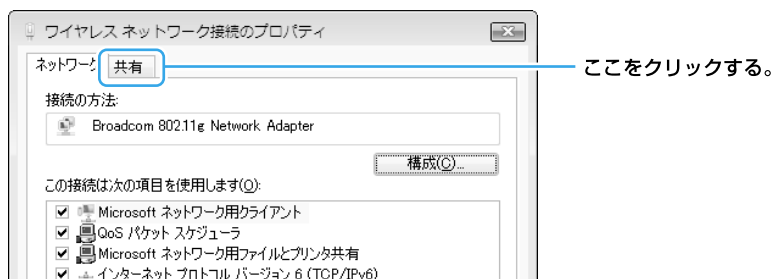 ワイヤレス ネットワーク接続のプロパティ
ネットワーク 共有
ここをクリックする。
接続の方法:
Broadcom 802.11g Network Adapter
構成(C)...
この接続は次の項目を使用します(O):
Microsoft ネットワーク用クライアント
QoS パケット スケジューラ
Microsoft ネットワーク用ファイルとプリンタ共有
インターネット プロトコル バージョン 6 (TCP/IPv6)